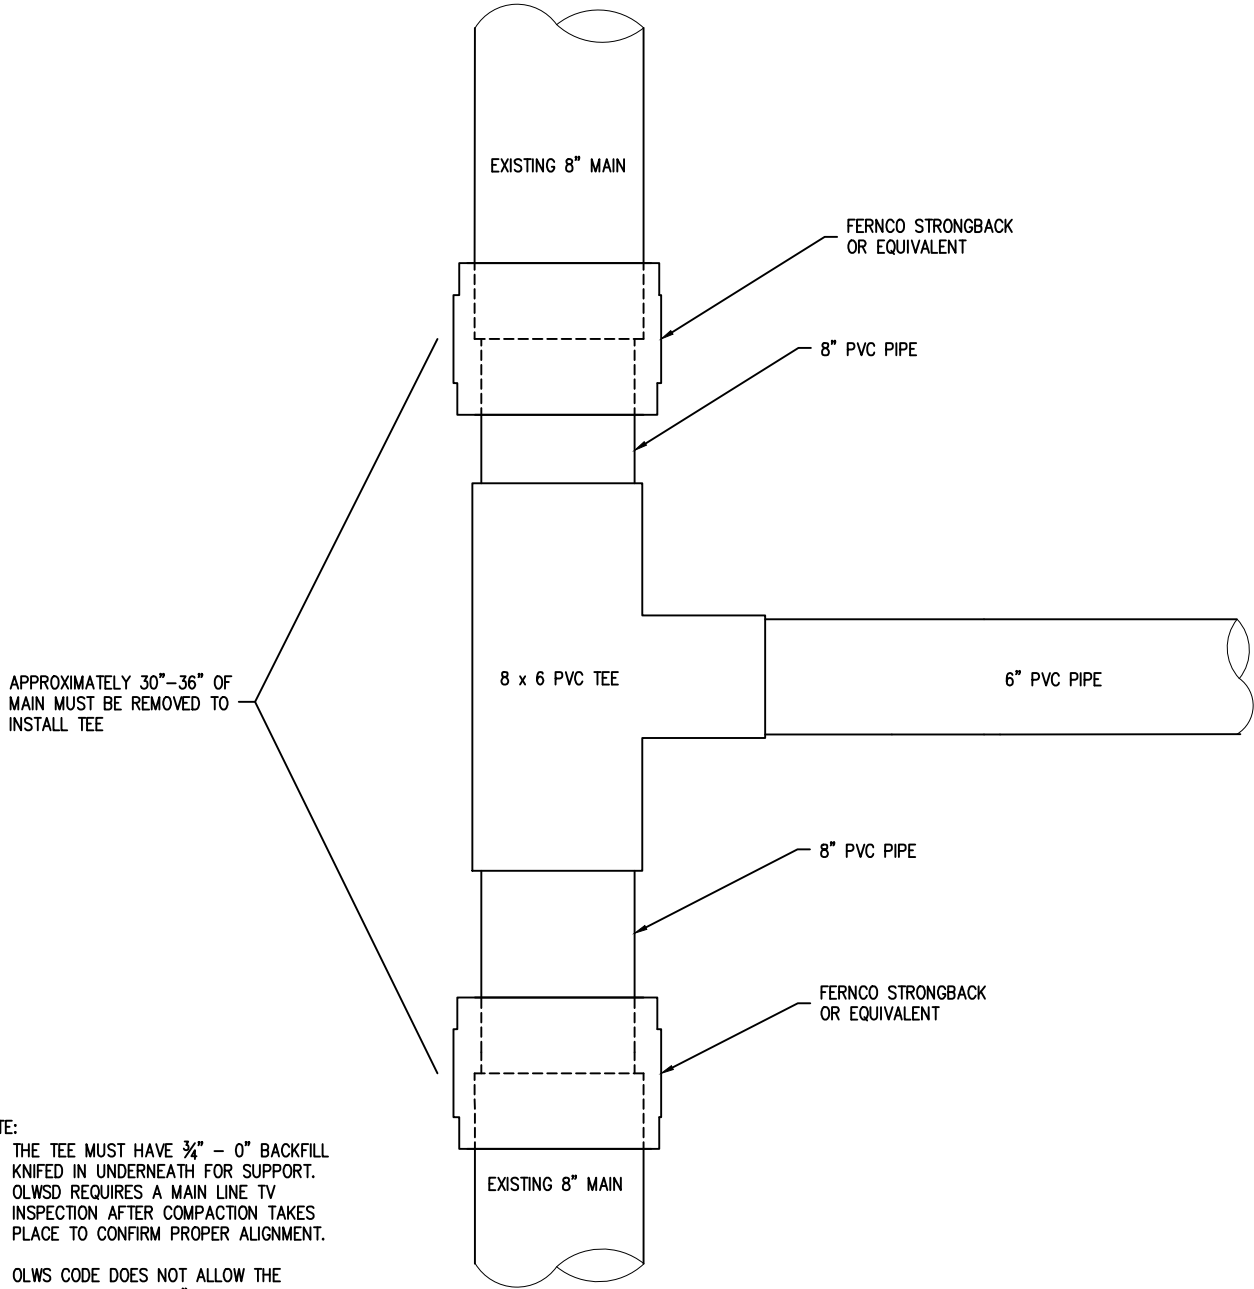 EXISTING 8" MAIN
FERNCO STRONGBACK
OR EQUIVALENT
8" PVC PIPE
8 x 6 PVC TEE
6" PVC PIPE
APPROXIMATELY 30"-36" OF
MAIN MUST BE REMOVED TO
INSTALL TEE
8" PVC PIPE
FERNCO STRONGBACK
OR EQUIVALENT
TE:
THE TEE MUST HAVE ¾" - 0" BACKFILL
KNIFED IN UNDERNEATH FOR SUPPORT.
OLWSD REQUIRES A MAIN LINE TV
INSPECTION AFTER COMPACTION TAKES
PLACE TO CONFIRM PROPER ALIGNMENT.
EXISTING 8" MAIN
OLWS CODE DOES NOT ALLOW THE